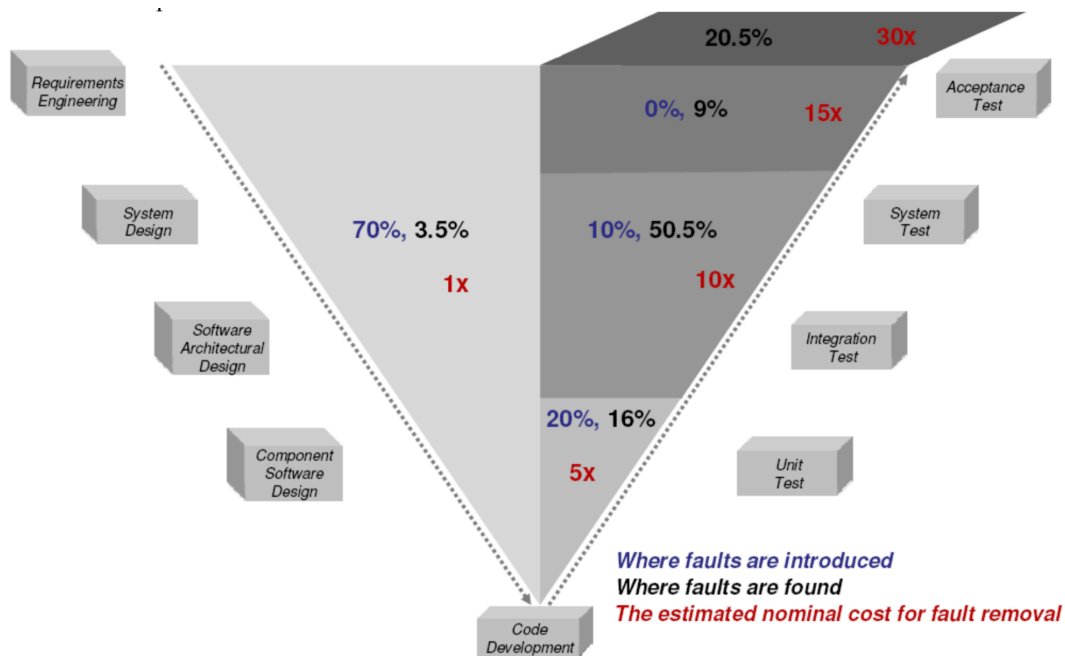 20.5% 30x
Requirements
Engineering
Acceptance
Test
0%, 9% 15x
System
Design
70%, 3.5%
1x
10%, 50.5%
10x
System
Test
Software
Architectural
Design
Integration
Test
20%, 16%
5x
Component
Software
Design
Unit
Test
Where faults are introduced
Where faults are found
The estimated nominal cost for fault removal
Code
Development